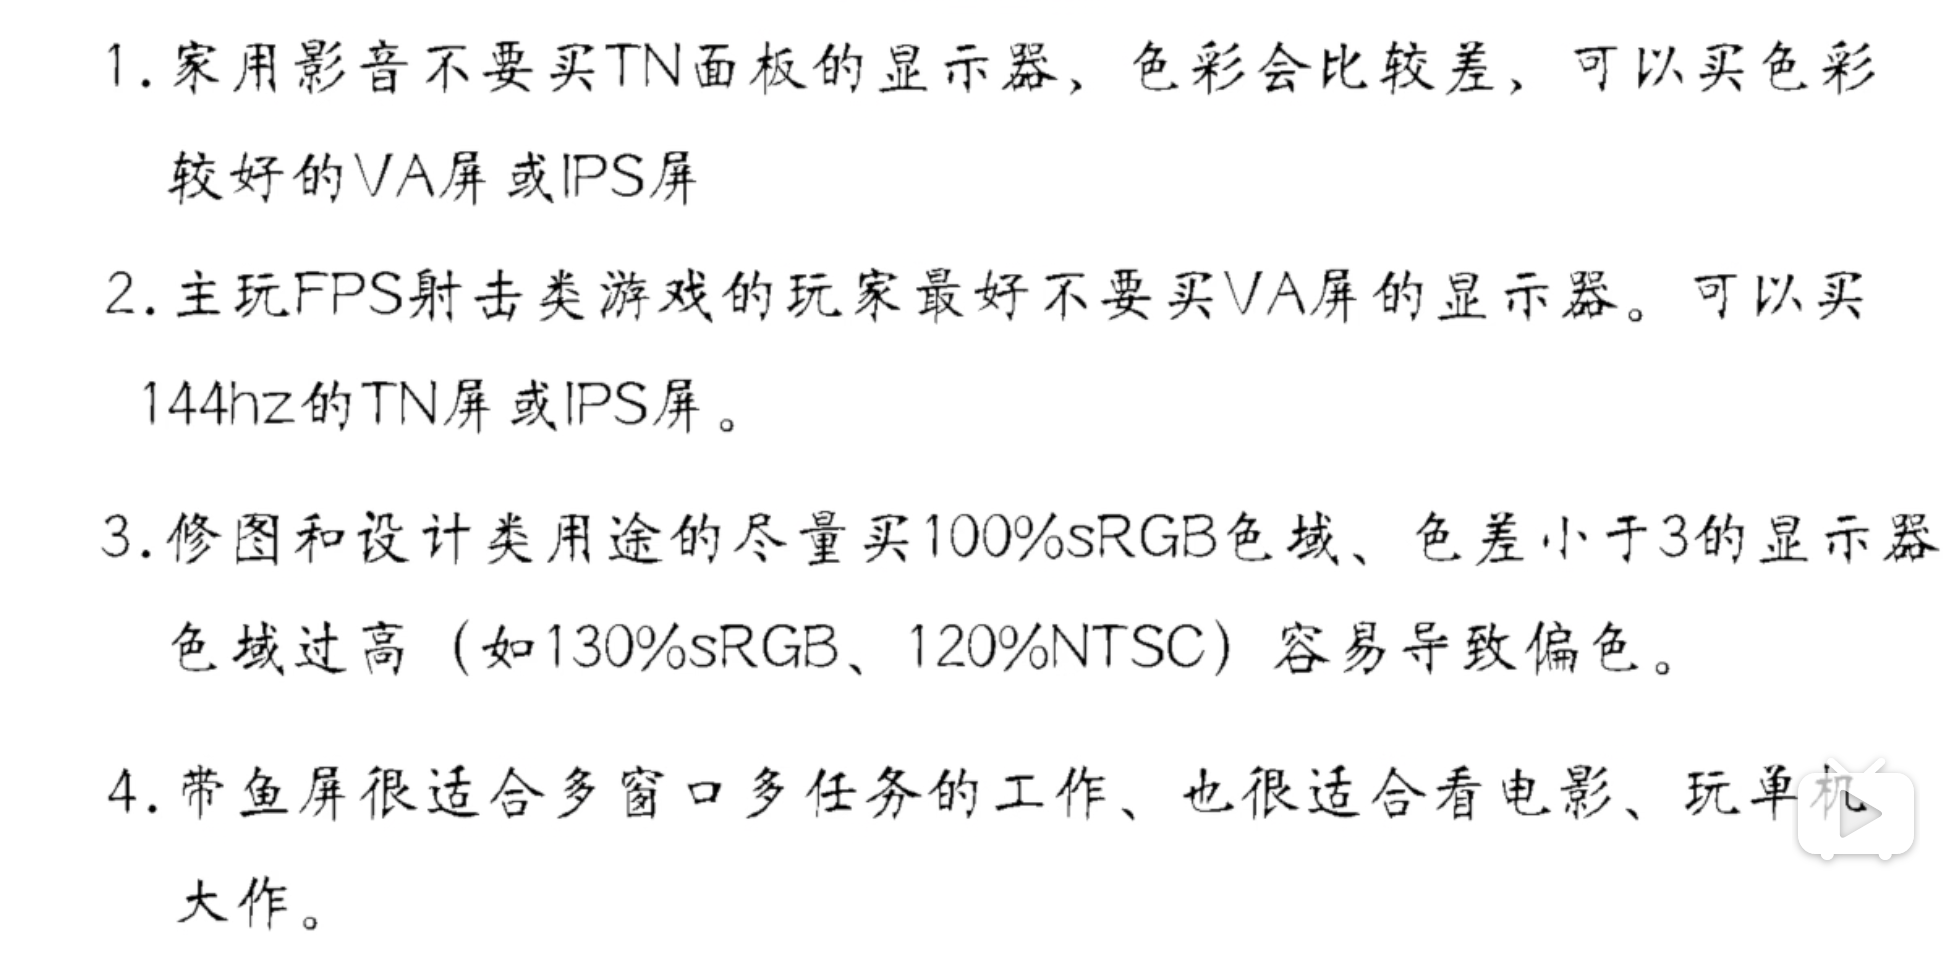 1.家用影音不要买TN面板的显示器，色彩会比较差，可以买色彩
较好的VA屏或IPS屏
2.主玩FPS射击类游戏的玩家最好不要买VA屏的显示器。可以买
144hz的TN屏或IPS屏。
3.修图和设计类用途的尽量买100%sRGB色域、色差小于3的显示器
色域过高（如130%sRGB、120%NTSC）容易导致偏色。
4.带鱼屏很适合多窗口多任务的工作、也很适合看电影、玩单机
大作。